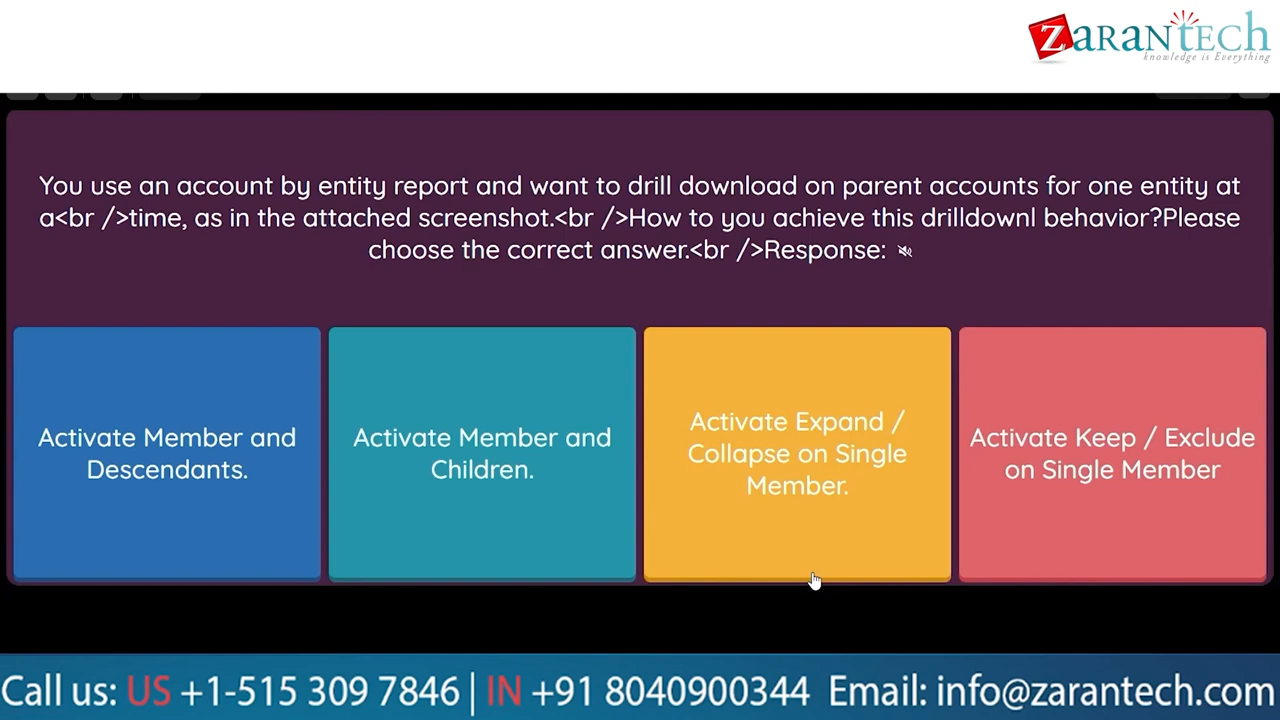 ZARANTECH
knowledge is Everything
You use an account by entity report and want to drill download on parent accounts for one entity at
a<br />time, as in the attached screenshot.<br />How to you achieve this drilldownl behavior?Please
choose the correct answer.<br />Response:
Activate Member and
Descendants.
Activate Member and
Children.
Activate Expand /
Collapse on Single
Member.
Activate Keep / Exclude
on Single Member
Call us: US +1-515 309 7846 | IN +91 8040900344 Email: info@zarantech.com